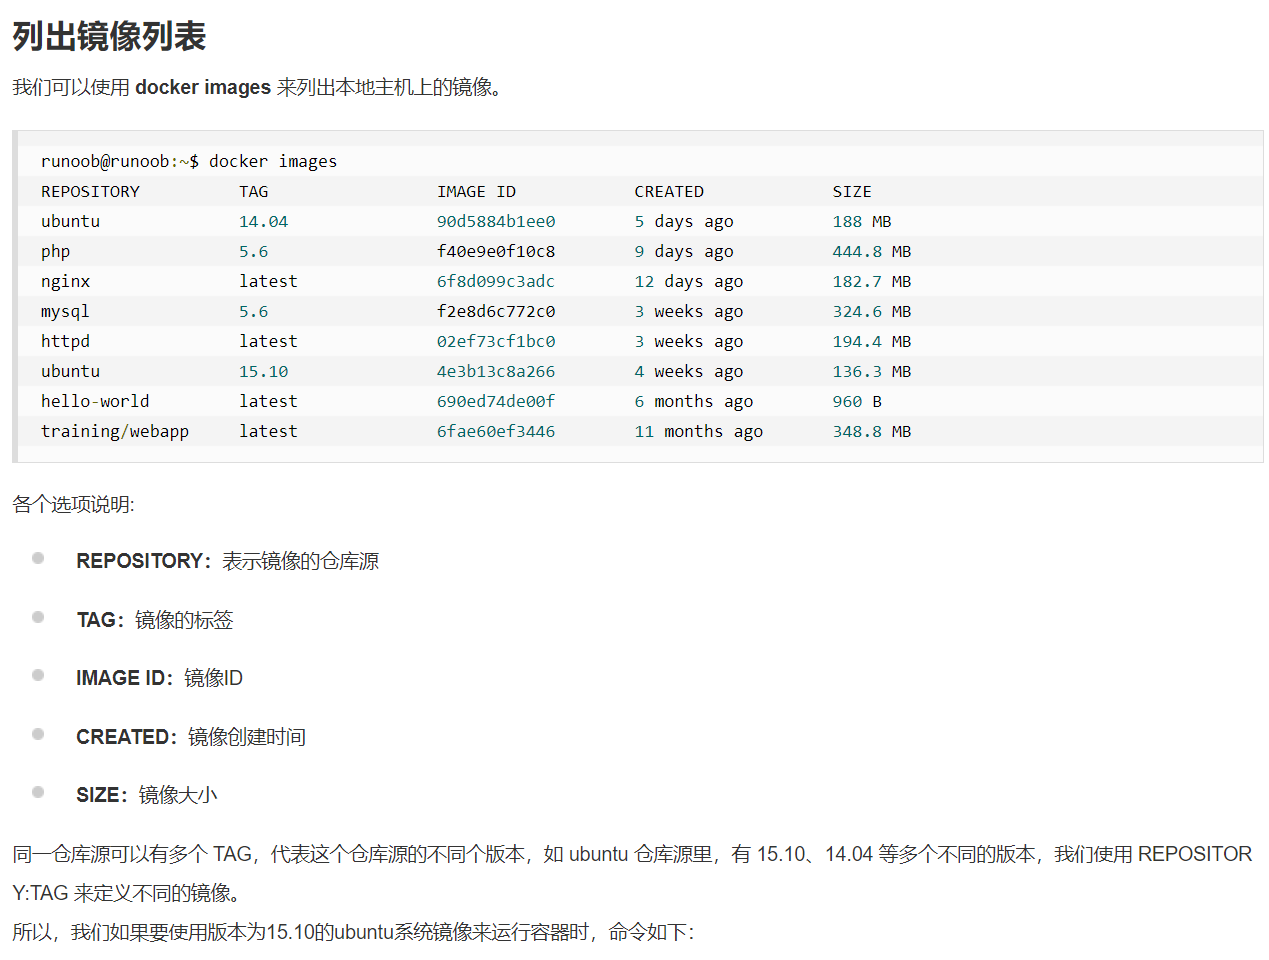 列出镜像列表
我们可以使用 docker images 来列出本地主机上的镜像。
runoob@runoob:~$ docker images
REPOSITORY          TAG                 IMAGE ID            CREATED             SIZE
ubuntu              14.04               90d5884b1ee0        5 days ago          188 MB
php                 5.6                 f40e9e0f10c8        9 days ago          444.8 MB
nginx               latest              6f8d099c3adc        12 days ago         182.7 MB
mysql               5.6                 f2e8d6c772c0        3 weeks ago         324.6 MB
httpd               latest              02ef73cf1bc0        3 weeks ago         194.4 MB
ubuntu              15.10               4e3b13c8a266        4 weeks ago         136.3 MB
hello-world         latest              690ed74de00f        6 months ago        960 B
training/webapp     latest              6fae60ef3446        11 months ago       348.8 MB
各个选项说明:
REPOSITORY：表示镜像的仓库源
TAG：镜像的标签
IMAGE ID：镜像ID
CREATED：镜像创建时间
SIZE：镜像大小
同一仓库源可以有多个 TAG，代表这个仓库源的不同个版本，如 ubuntu 仓库源里，有 15.10、14.04 等多个不同的版本，我们使用 REPOSITOR
Y:TAG 来定义不同的镜像。
所以，我们如果要使用版本为15.10的ubuntu系统镜像来运行容器时，命令如下：